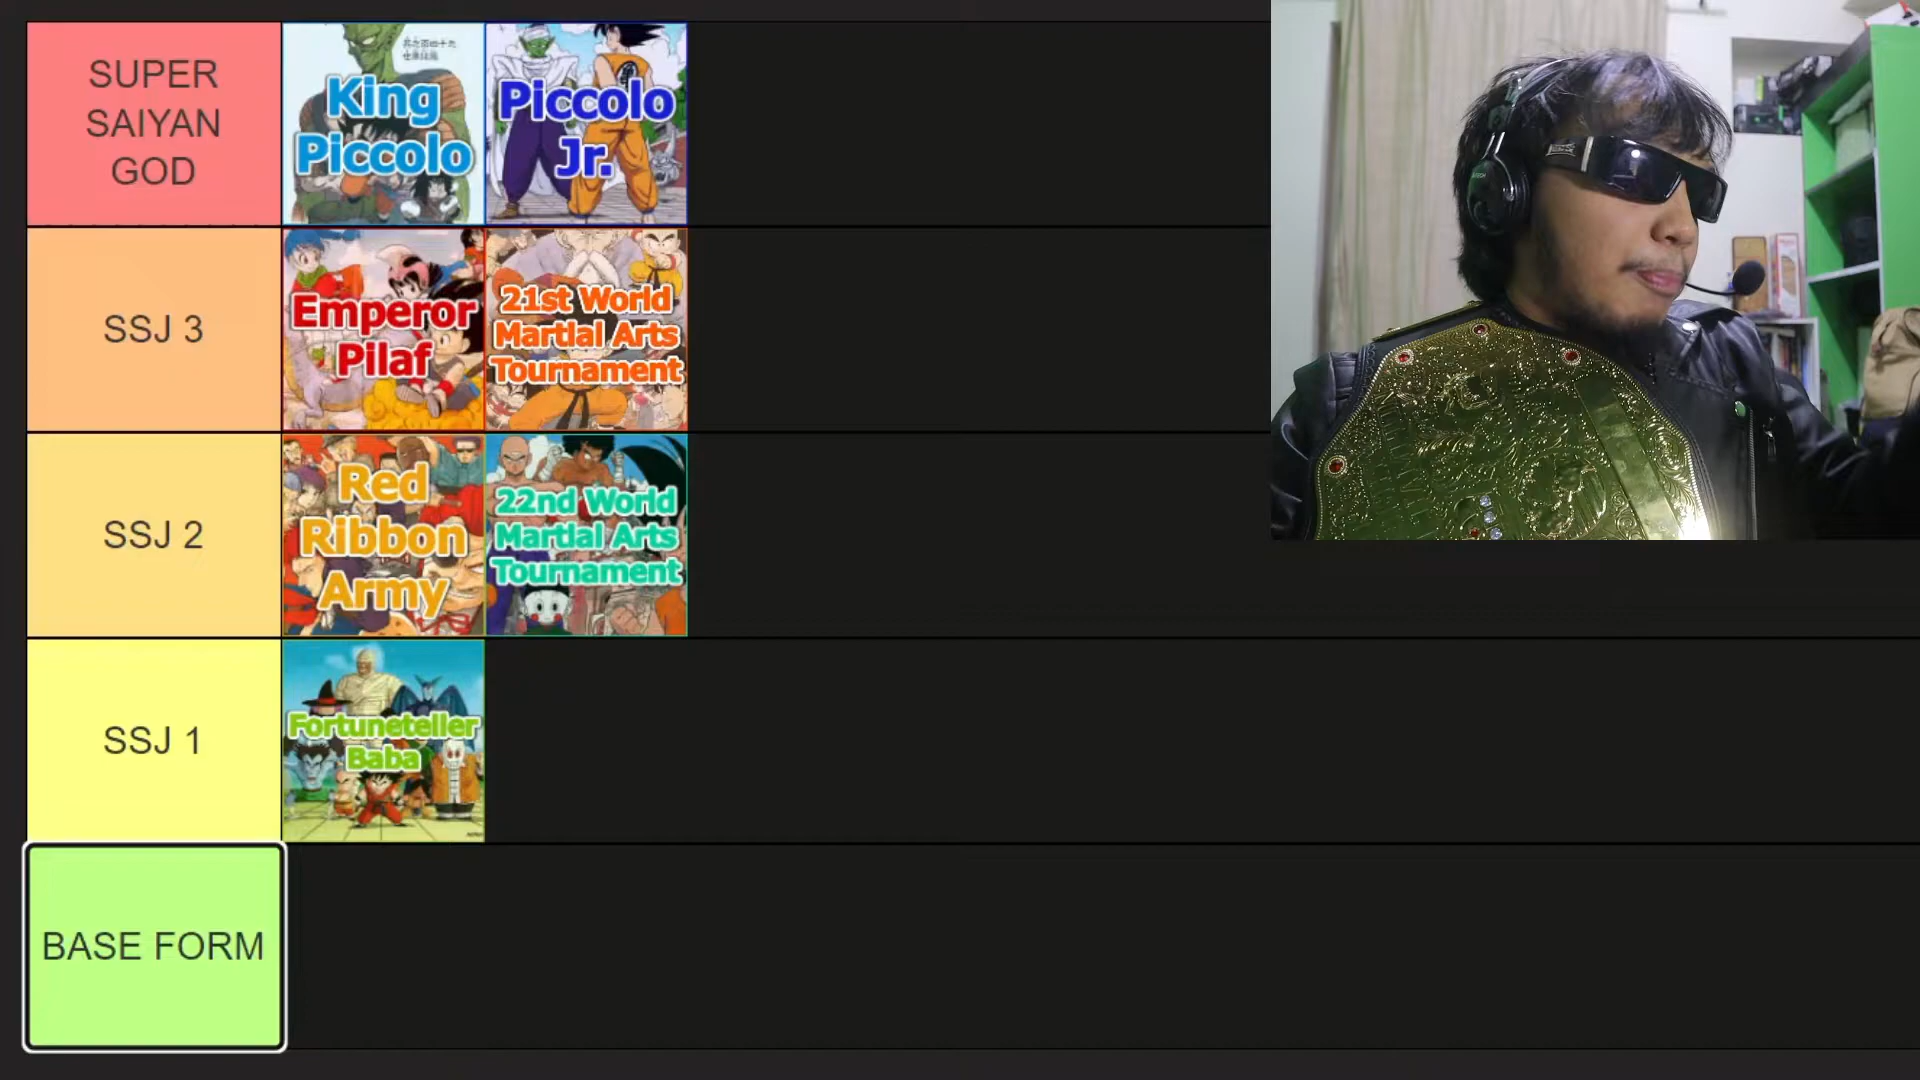 SUPER
SAIYAN
GOD
King
Piccolo
Piccolo
Jr.
SSJ 3
Emperor
Pilaf
21st World
Martial Arts
Tournament
SSJ 2
Red
Ribbon
Army
22nd World
Martial Arts
Tournament
SSJ 1
Fortuneteller
Baba
BASE FORM